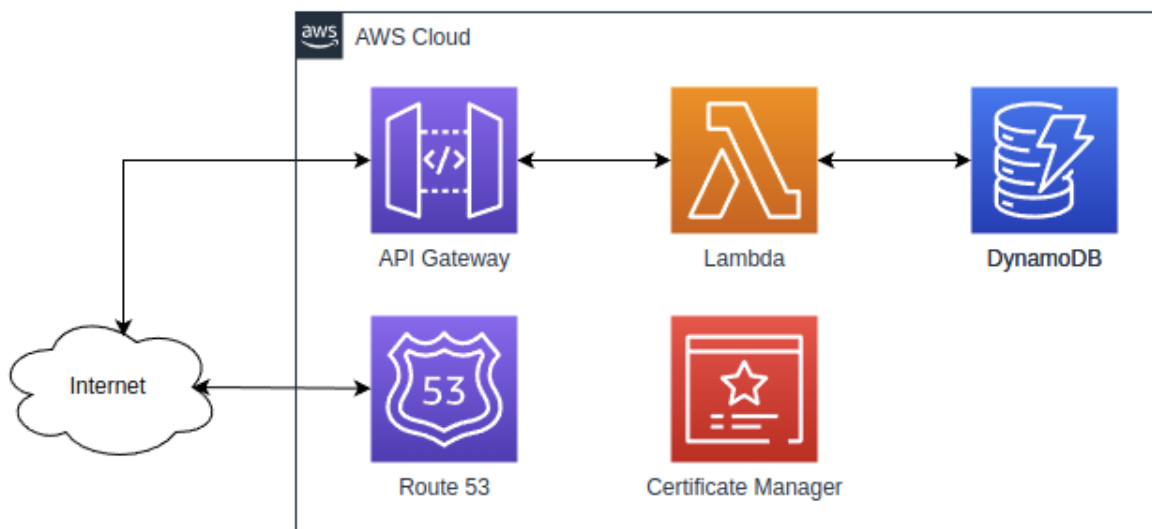 aws
AWS Cloud
</>
API Gateway
Lambda
DynamoDB
Internet
53
Route 53
Certificate Manager